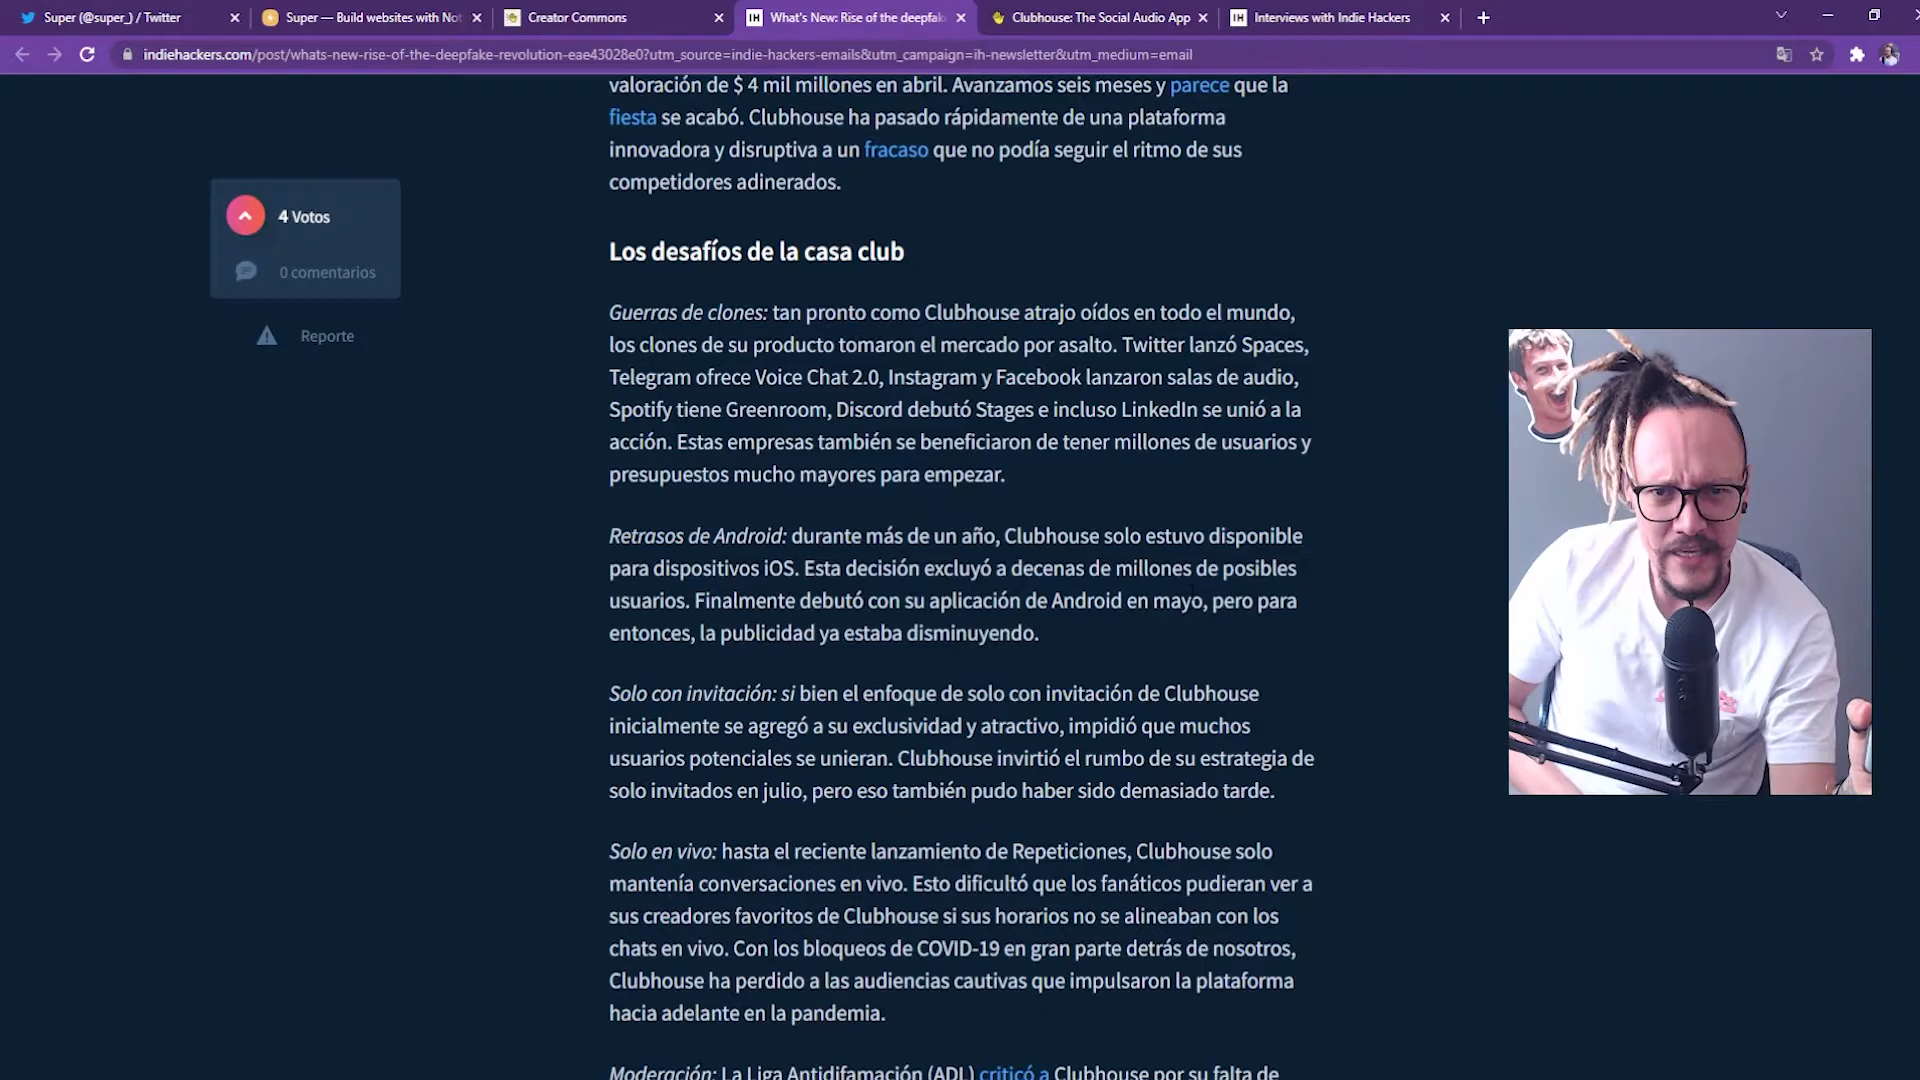 Super (@super_) / Twitter
Super — Build websites with Not
Creator Commons
What's New: Rise of the deepfake
Clubhouse: The Social Audio App
Interviews with Indie Hackers
indiehackers.com/post/whats-new-rise-of-the-deepfake-revolution-eae43028e0?utm_source=indie-hackers-emails&utm_campaign=ih-newsletter&utm_medium=email
valoración de $ 4 mil millones en abril. Avanzamos seis meses y parece que la
fiesta se acabó. Clubhouse ha pasado rápidamente de una plataforma
innovadora y disruptiva a un fracaso que no podía seguir el ritmo de sus
competidores adinerados.
4 Votos
0 comentarios
Reporte
Los desafíos de la casa club
Guerras de clones: tan pronto como Clubhouse atrajo oídos en todo el mundo,
los clones de su producto tomaron el mercado por asalto. Twitter lanzó Spaces,
Telegram ofrece Voice Chat 2.0, Instagram y Facebook lanzaron salas de audio,
Spotify tiene Greenroom, Discord debutó Stages e incluso LinkedIn se unió a la
acción. Estas empresas también se beneficiaron de tener millones de usuarios y
presupuestos mucho mayores para empezar.
Retrasos de Android: durante más de un año, Clubhouse solo estuvo disponible
para dispositivos iOS. Esta decisión excluyó a decenas de millones de posibles
usuarios. Finalmente debutó con su aplicación de Android en mayo, pero para
entonces, la publicidad ya estaba disminuyendo.
Solo con invitación: si bien el enfoque de solo con invitación de Clubhouse
inicialmente se agregó a su exclusividad y atractivo, impidió que muchos
usuarios potenciales se unieran. Clubhouse invirtió el rumbo de su estrategia de
solo invitados en julio, pero eso también pudo haber sido demasiado tarde.
Solo en vivo: hasta el reciente lanzamiento de Repeticiones, Clubhouse solo
mantenía conversaciones en vivo. Esto dificultó que los fanáticos pudieran ver a
sus creadores favoritos de Clubhouse si sus horarios no se alineaban con los
chats en vivo. Con los bloqueos de COVID-19 en gran parte detrás de nosotros,
Clubhouse ha perdido a las audiencias cautivas que impulsaron la plataforma
hacia adelante en la pandemia.
Moderación: La Liga Antidifamación (ADL) criticó a Clubhouse por su falta de